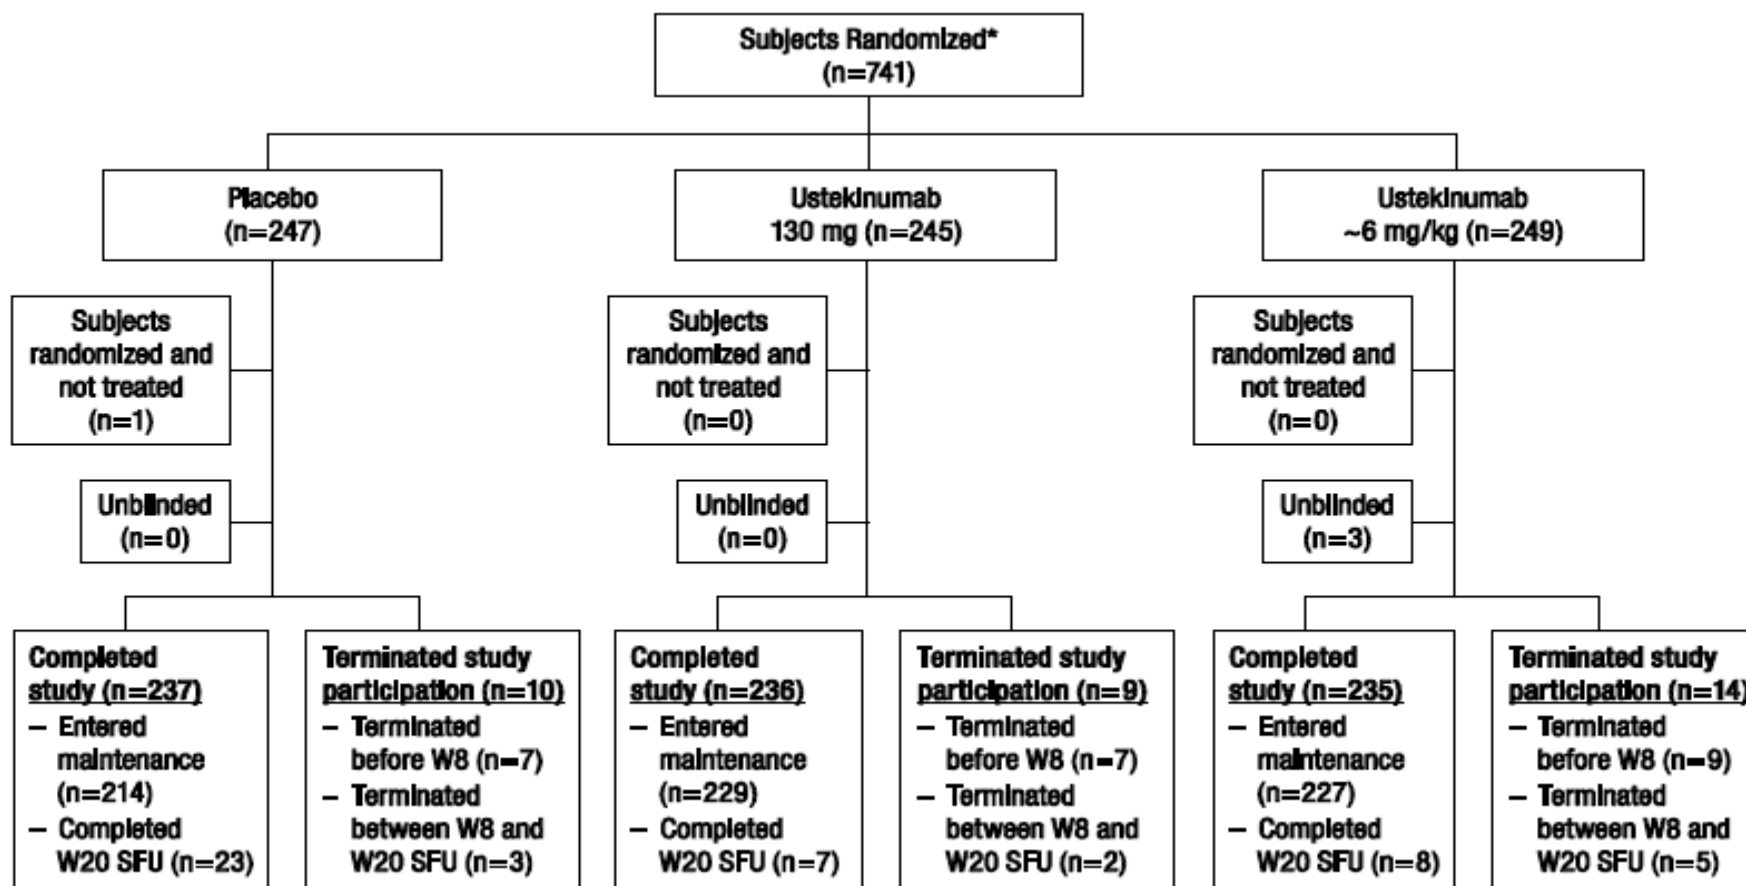 Subjects Randomized*
(n=741)
Placebo
(n=247)
Ustekinumab
130 mg (n=245)
Ustekinumab
~6 mg/kg (n=249)
Subjects
randomized and
not treated
(n=1)
Subjects
randomized and
not treated
(n=0)
Subjects
randomized and
not treated
(n=0)
Unblinded
(n=0)
Unblinded
(n=0)
Unblinded
(n=3)
Completed
study (n=237)
– Entered
maintenance
(n=214)
– Completed
W20 SFU (n=23)
Terminated study
participation (n=10)
– Terminated
before W8 (n–7)
– Terminated
between W8 and
W20 SFU (n=3)
Completed
study (n=236)
– Entered
maintenance
(n=229)
– Completed
W20 SFU (n=7)
Terminated study
participation (n=9)
– Terminated
before W8 (n–7)
– Terminated
between W8 and
W20 SFU (n=2)
Completed
study (n=235)
– Entered
maintenance
(n=227)
– Completed
W20 SFU (n=8)
Terminated study
participation (n=14)
– Terminated
before W8 (n–9)
– Terminated
between W8 and
W20 SFU (n=5)